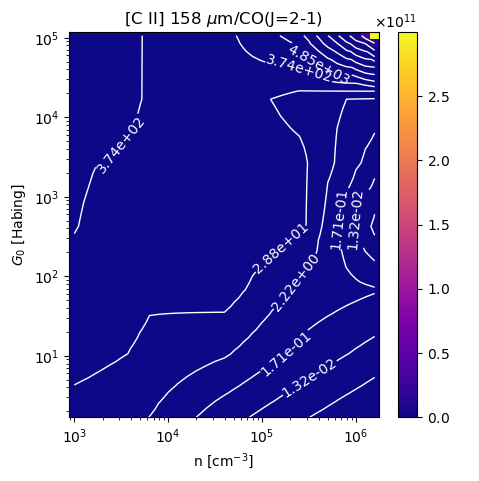 [C II] 158 μm/CO(J=2-1)
×10¹¹
10⁵
10⁴
10³
10²
10¹
G₀ [Habing]
4.85e+03
3.74e+02
3.74e+02
2.88e+01
2.22e+00
1.71e-01
1.32e-02
1.71e-01
1.32e-02
10³
10⁴
10⁵
10⁶
n [cm⁻³]
2.5
2.0
1.5
1.0
0.5
0.0